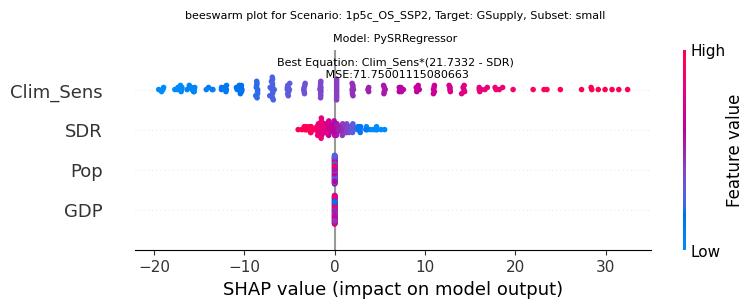 beeswarm plot for Scenario: 1p5c_OS_SSP2, Target: GSupply, Subset: small
Model: PySRRegressor
Best Equation: Clim_Sens*(21.7332 - SDR)
MSE:71.75001115080663
High
Clim_Sens
SDR
Pop
GDP
Feature value
Low
−20
−10
0
10
20
30
SHAP value (impact on model output)